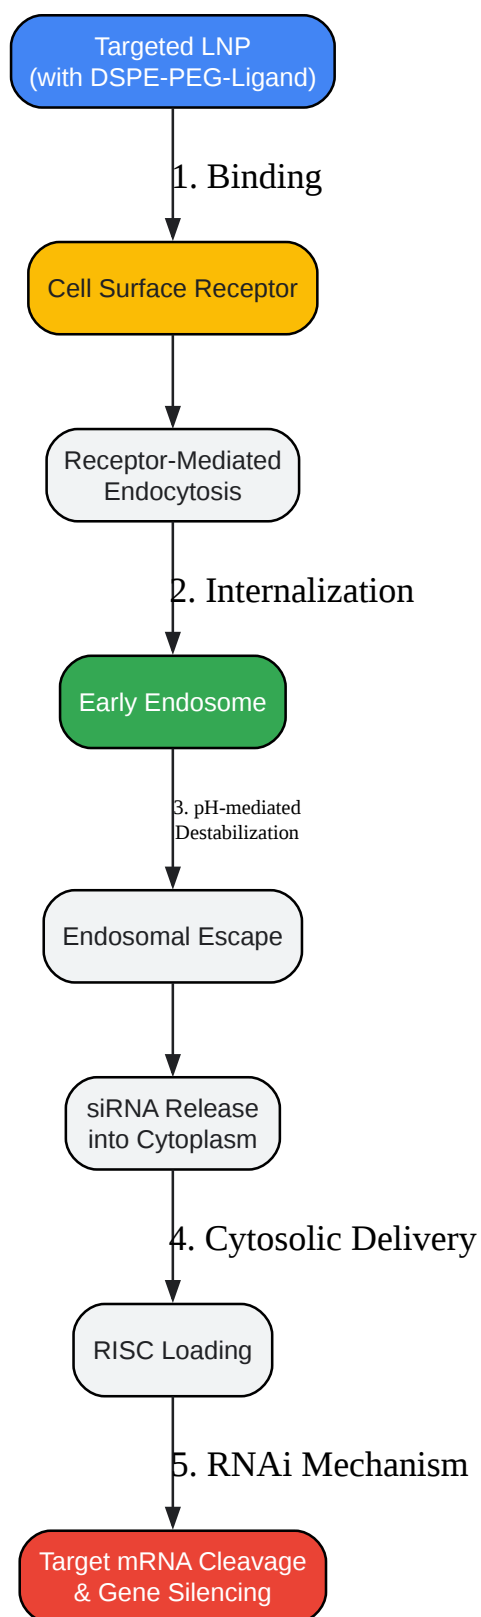 Targeted LNP
(with DSPE-PEG-Ligand)
1. Binding
Cell Surface Receptor
Receptor-Mediated
Endocytosis
2. Internalization
Early Endosome
3. pH-mediated
Destabilization
Endosomal Escape
siRNA Release
into Cytoplasm
4. Cytosolic Delivery
RISC Loading
5. RNAi Mechanism
Target mRNA Cleavage
& Gene Silencing